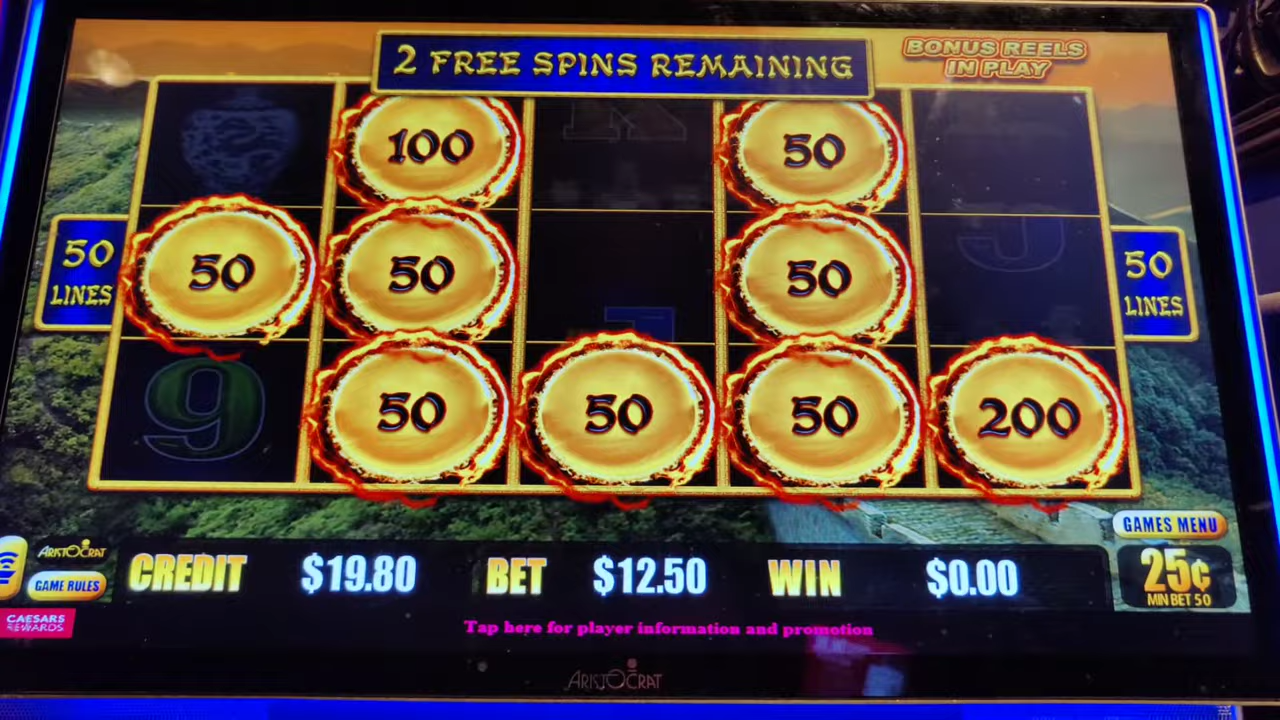 2 FREE SPINS REMAINING
BONUS REELS
IN PLAY
100
K
50
50
LINES
50
50
50
J
50
LINES
9
50
50
50
200
GAMES MENU
ARISTOCRAT
GAME RULES
CREDIT $19.80 BET $12.50 WIN $0.00
25¢
MIN BET 50
CAESARS
REWARDS
Tap here for player information and promotion
ARISTOCRAT